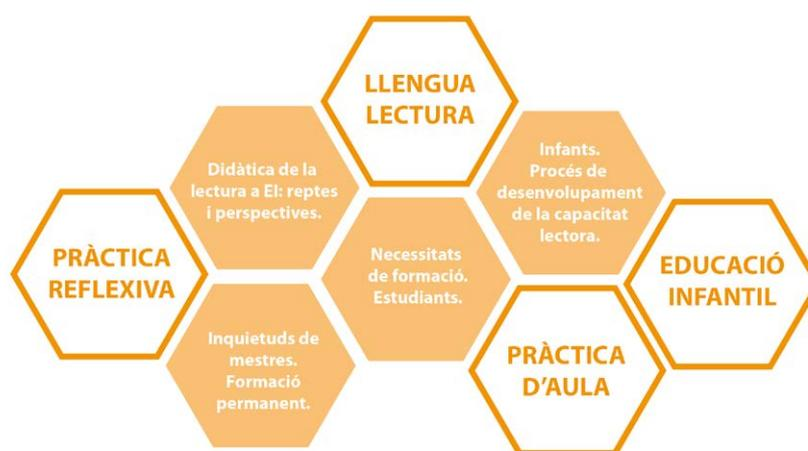 LLENGUA
LECTURA
Didàtica de la
lectura a EI: reptes
i perspectives.
Infants.
Procés de
desenvolupament
de la capacitat
lectora.
PRÀCTICA
REFLEXIVA
Necessitats
de formació.
Estudiants.
EDUCACIÓ
INFANTIL
Inquietuds de
mestres.
Formació
permanent.
PRÀCTICA
D’AULA